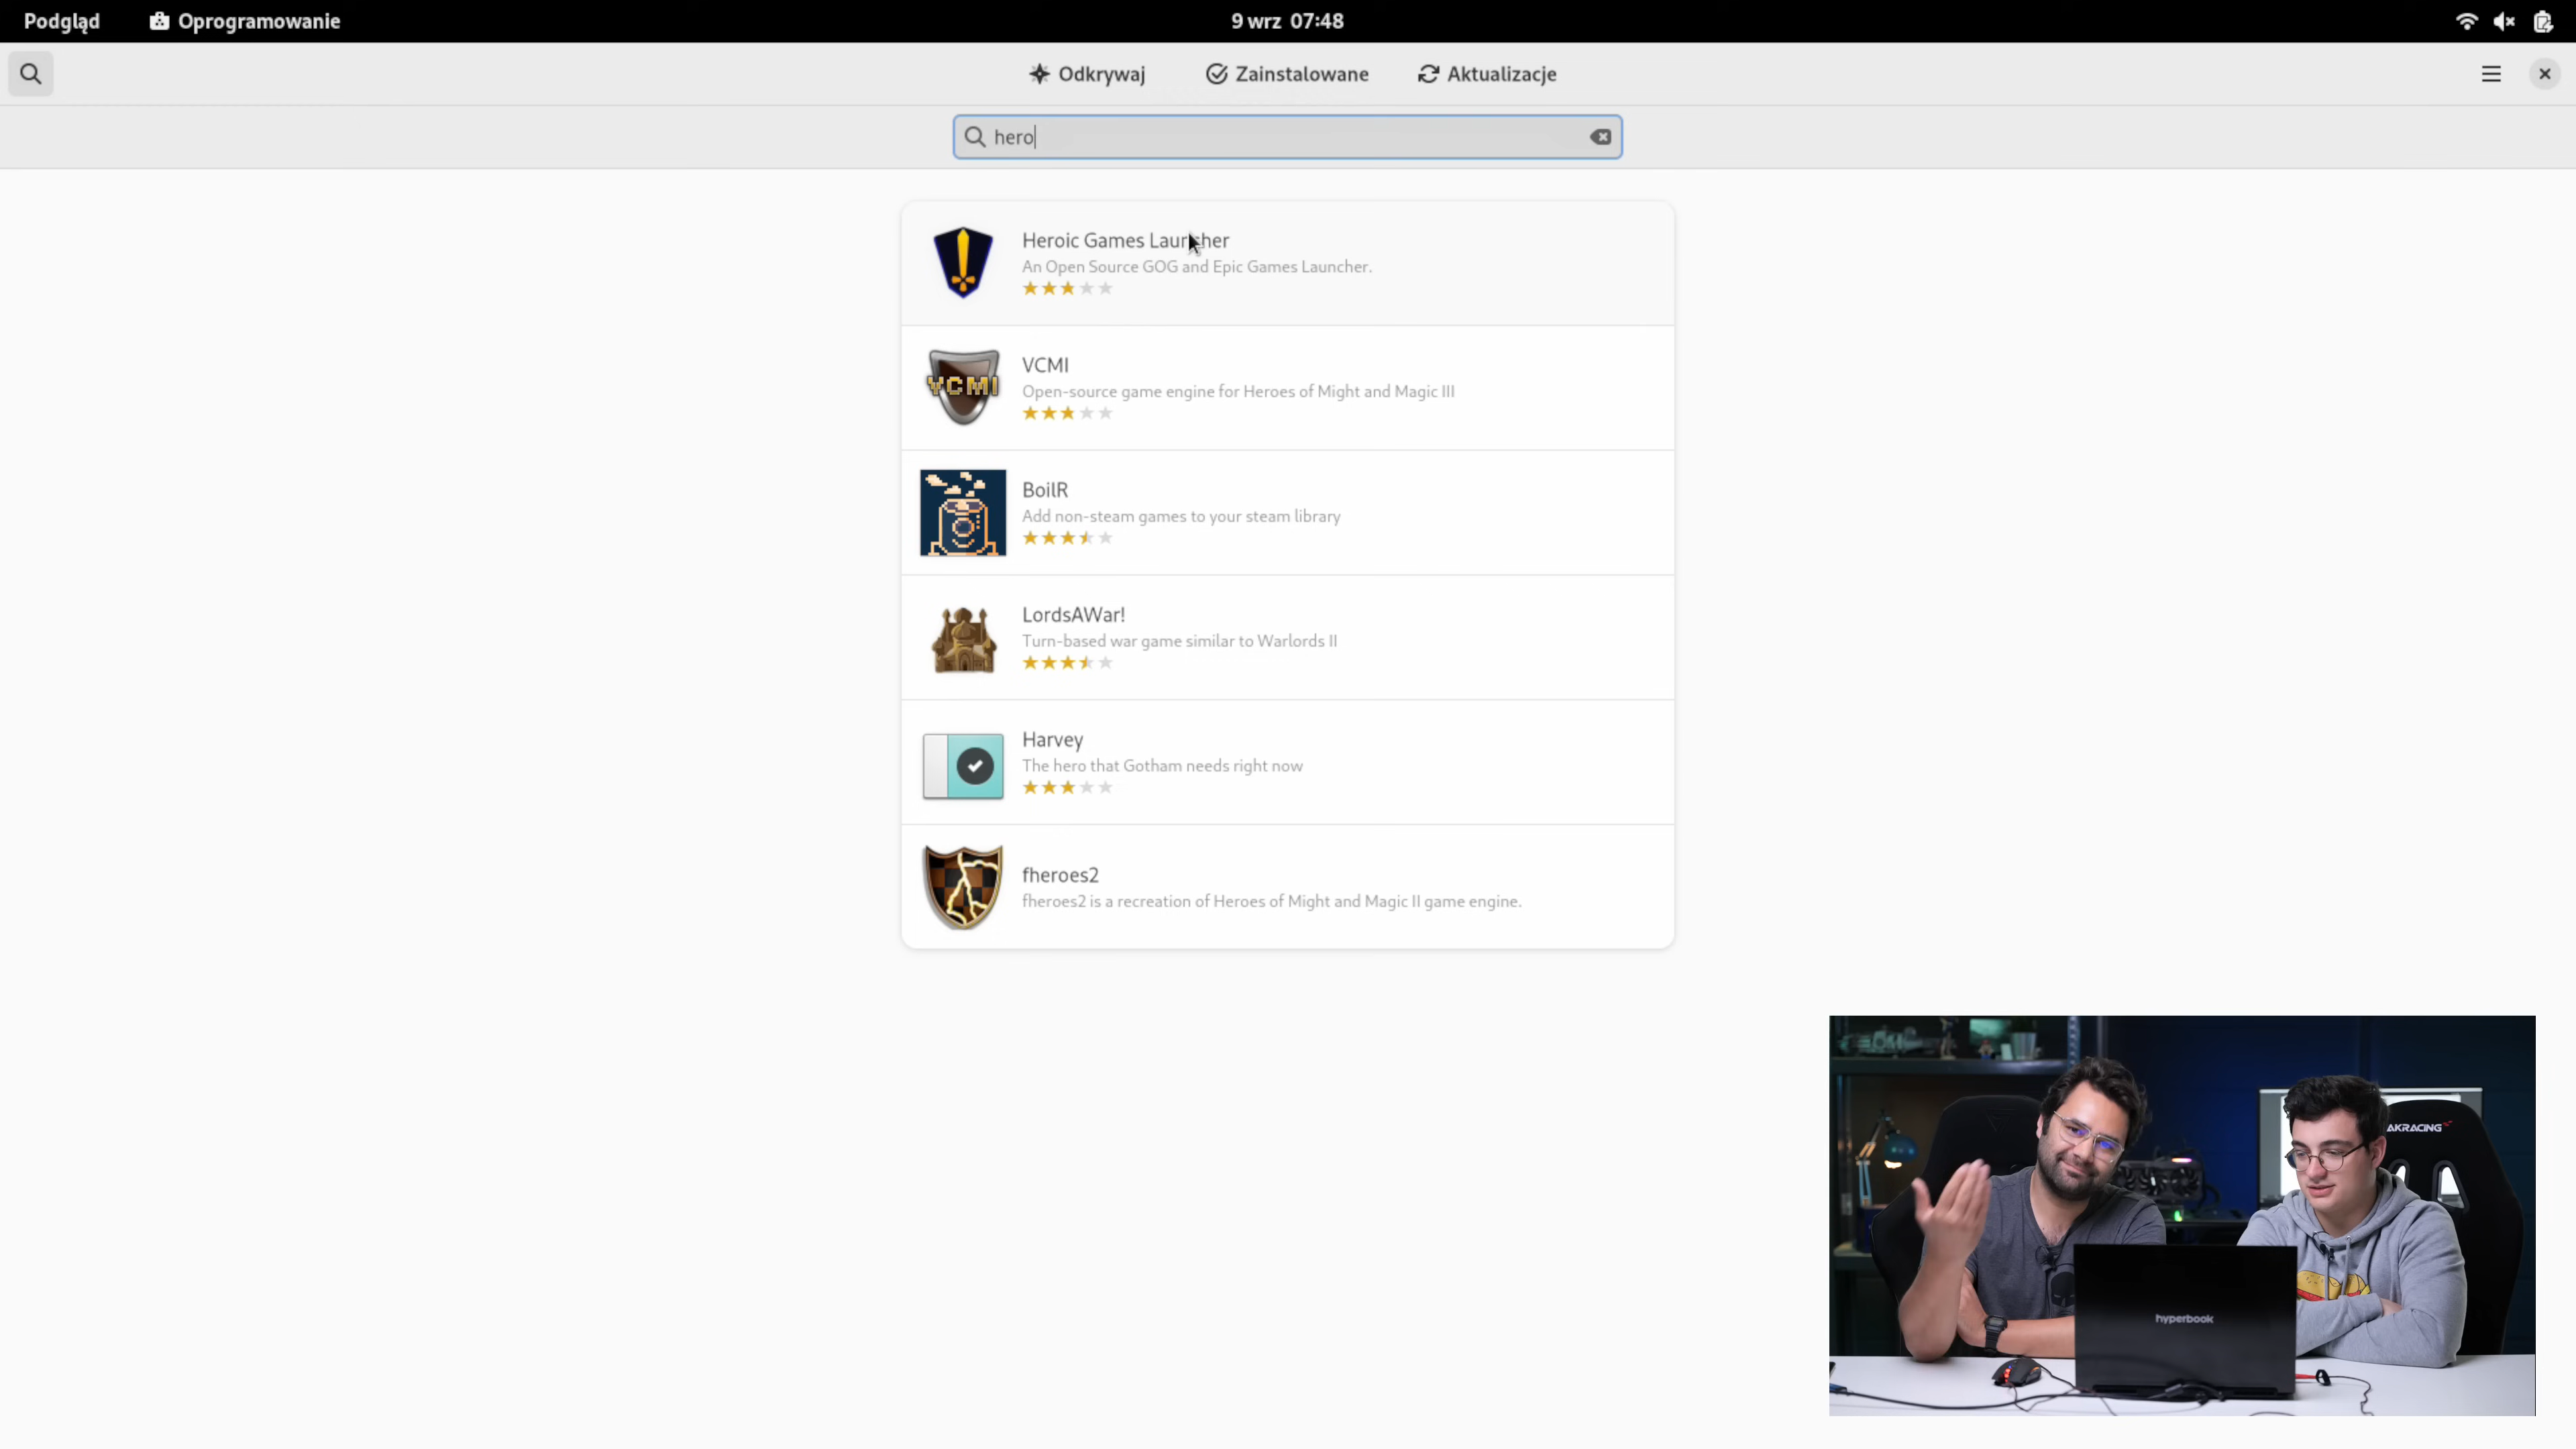 Podgląd Oprogramowanie 9 wrz 07:48
Odkrywaj Zainstalowane Aktualizacje
hero
Heroic Games Launcher
An Open Source GOG and Epic Games Launcher.
VCMI
VCMI
Open-source game engine for Heroes of Might and Magic III
BoilR
Add non-steam games to your steam library
LordsAWar!
Turn-based war game similar to Warlords II
Harvey
The hero that Gotham needs right now
fheroes2
fheroes2 is a recreation of Heroes of Might and Magic II game engine.
AKRACING
hyperbook